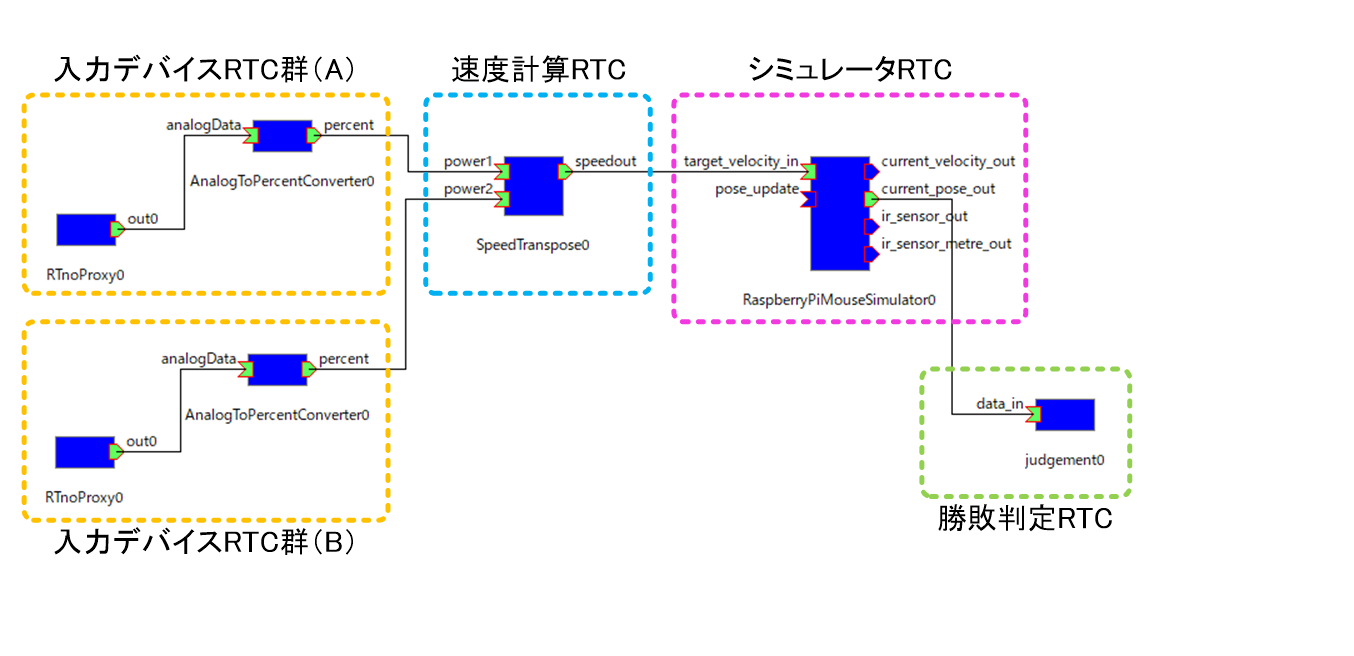 入力デバイスRTC群(A)
analogData
percent
AnalogToPercentConverter0
out0
RTnoProxy0
速度計算RTC
power1
power2
speedout
SpeedTranspose0
シミュレータRTC
target_velocity_in
pose_update
current_velocity_out
current_pose_out
ir_sensor_out
ir_sensor_metre_out
RaspberryPiMouseSimulator0
analogData
percent
AnalogToPercentConverter0
out0
RTnoProxy0
入力デバイスRTC群(B)
data_in
judgement0
勝敗判定RTC